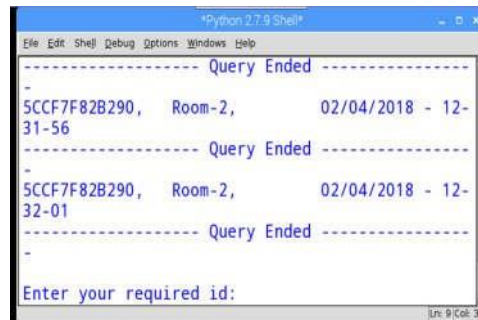 *Python 2.7.9 Shell*
File Edit Shell Debug Options Windows Help
------------------- Query Ended ----------------
-
5CCF7F82B290,   Room-2,         02/04/2018 - 12-
31-56
------------------- Query Ended ----------------
-
5CCF7F82B290,   Room-2,         02/04/2018 - 12-
32-01
------------------- Query Ended ----------------
-
Enter your required id: